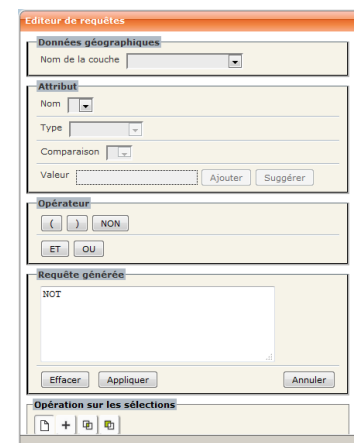 Editeur de requêtes
Données géographiques
Nom de la couche
Attribut
Nom
Type
Comparaison
Valeur Ajouter Suggérer
Opérateur
( ) NON
ET OU
Requête générée
NOT
Effacer Appliquer Annuler
Opération sur les sélections